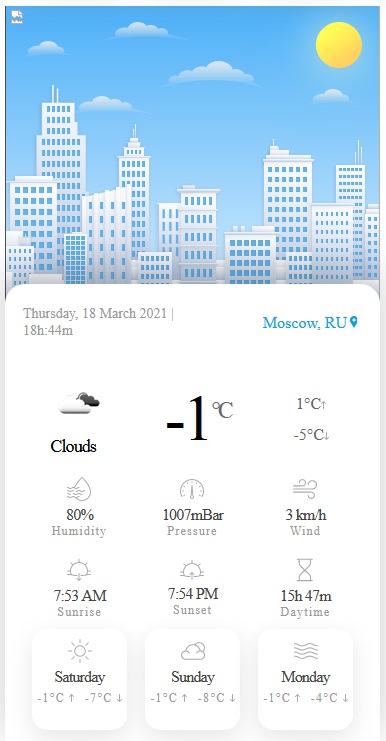 Thursday, 18 March 2021 |
18h:44m
Moscow, RU
-1°C
1°C↑
-5°C↓
Clouds
80% 1007mBar 3 km/h
Humidity Pressure Wind
7:53 AM 7:54 PM 15h 47m
Sunrise Sunset Daytime
Saturday Sunday Monday
-1°C ↑ -7°C ↓ -1°C ↑ -8°C ↓ -1°C ↑ -4°C ↓